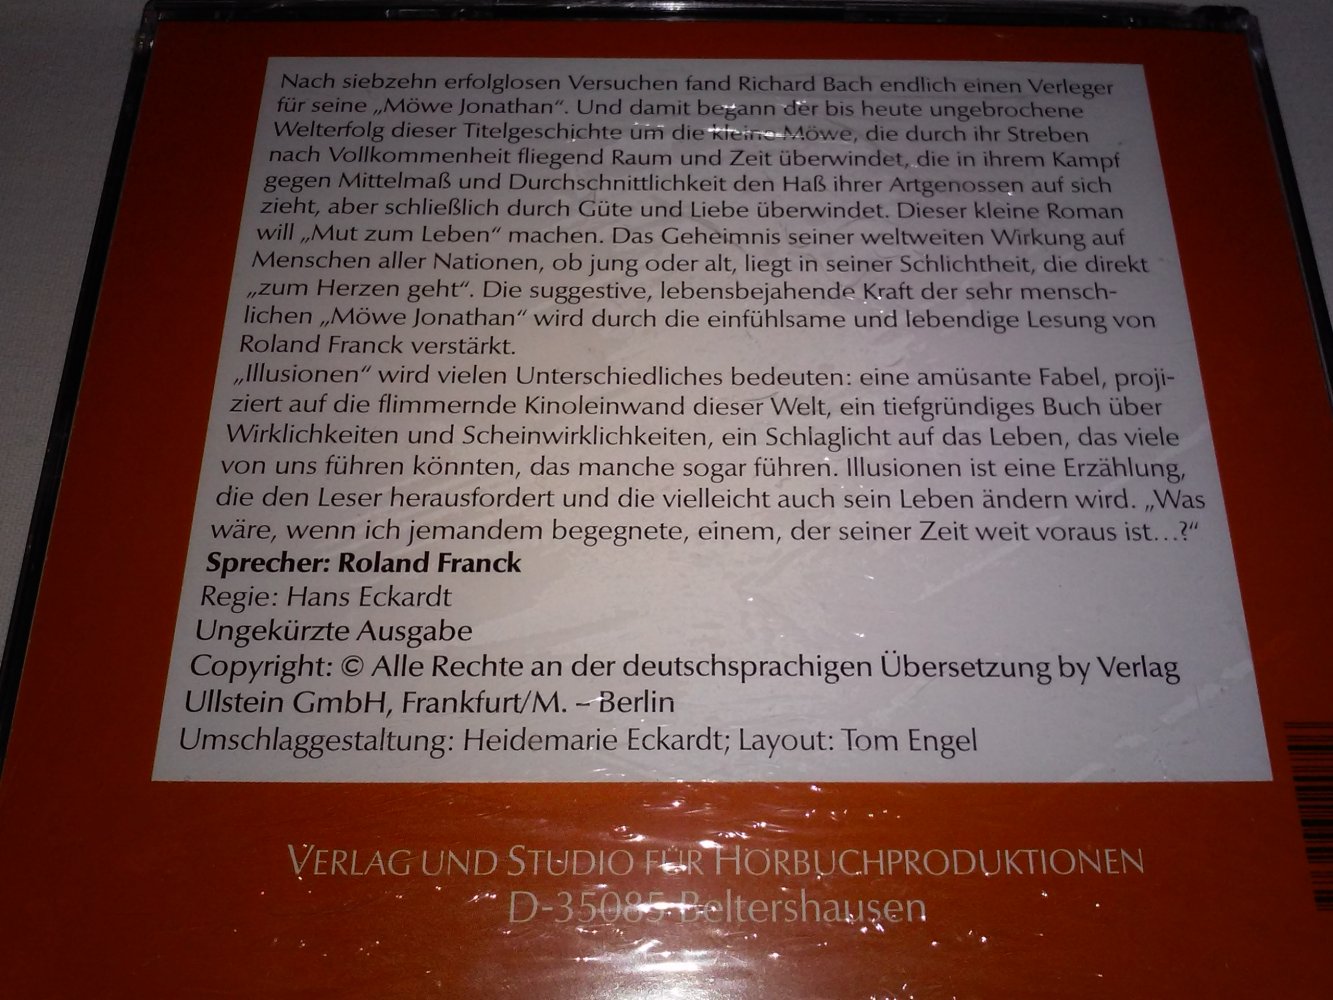 Nach siebzehn erfolglosen Versuchen fand Richard Bach endlich einen Verleger
für seine „Möwe Jonathan“. Und damit begann der bis heute ungebrochene
Welterfolg dieser Titelgeschichte um die kleine Möwe, die durch ihr Streben
nach Vollkommenheit fliegend Raum und Zeit überwindet, die in ihrem Kampf
gegen Mittelmaß und Durchschnittlichkeit den Haß ihrer Artgenossen auf sich
zieht, aber schließlich durch Güte und Liebe überwindet. Dieser kleine Roman
will „Mut zum Leben“ machen. Das Geheimnis seiner weltweiten Wirkung auf
Menschen aller Nationen, ob jung oder alt, liegt in seiner Schlichtheit, die direkt
„zum Herzen geht“. Die suggestive, lebensbejahende Kraft der sehr mensch-
lichen „Möwe Jonathan“ wird durch die einfühlsame und lebendige Lesung von
Roland Franck verstärkt.
„Illusionen“ wird vielen Unterschiedliches bedeuten: eine amüsante Fabel, proji-
ziert auf die flimmernde Kinoleinwand dieser Welt, ein tiefgründiges Buch über
Wirklichkeiten und Scheinwirklichkeiten, ein Schlaglicht auf das Leben, das viele
von uns führen könnten, das manche sogar führen. Illusionen ist eine Erzählung,
die den Leser herausfordert und die vielleicht auch sein Leben ändern wird. „Was
wäre, wenn ich jemandem begegnete, einem, der seiner Zeit weit voraus ist...?“
Sprecher: Roland Franck
Regie: Hans Eckardt
Ungekürzte Ausgabe
Copyright: © Alle Rechte an der deutschsprachigen Übersetzung by Verlag
Ullstein GmbH, Frankfurt/M. – Berlin
Umschlaggestaltung: Heidemarie Eckardt; Layout: Tom Engel
VERLAG UND STUDIO FÜR HÖRBUCHPRODUKTIONEN
D-35085 Beltershausen